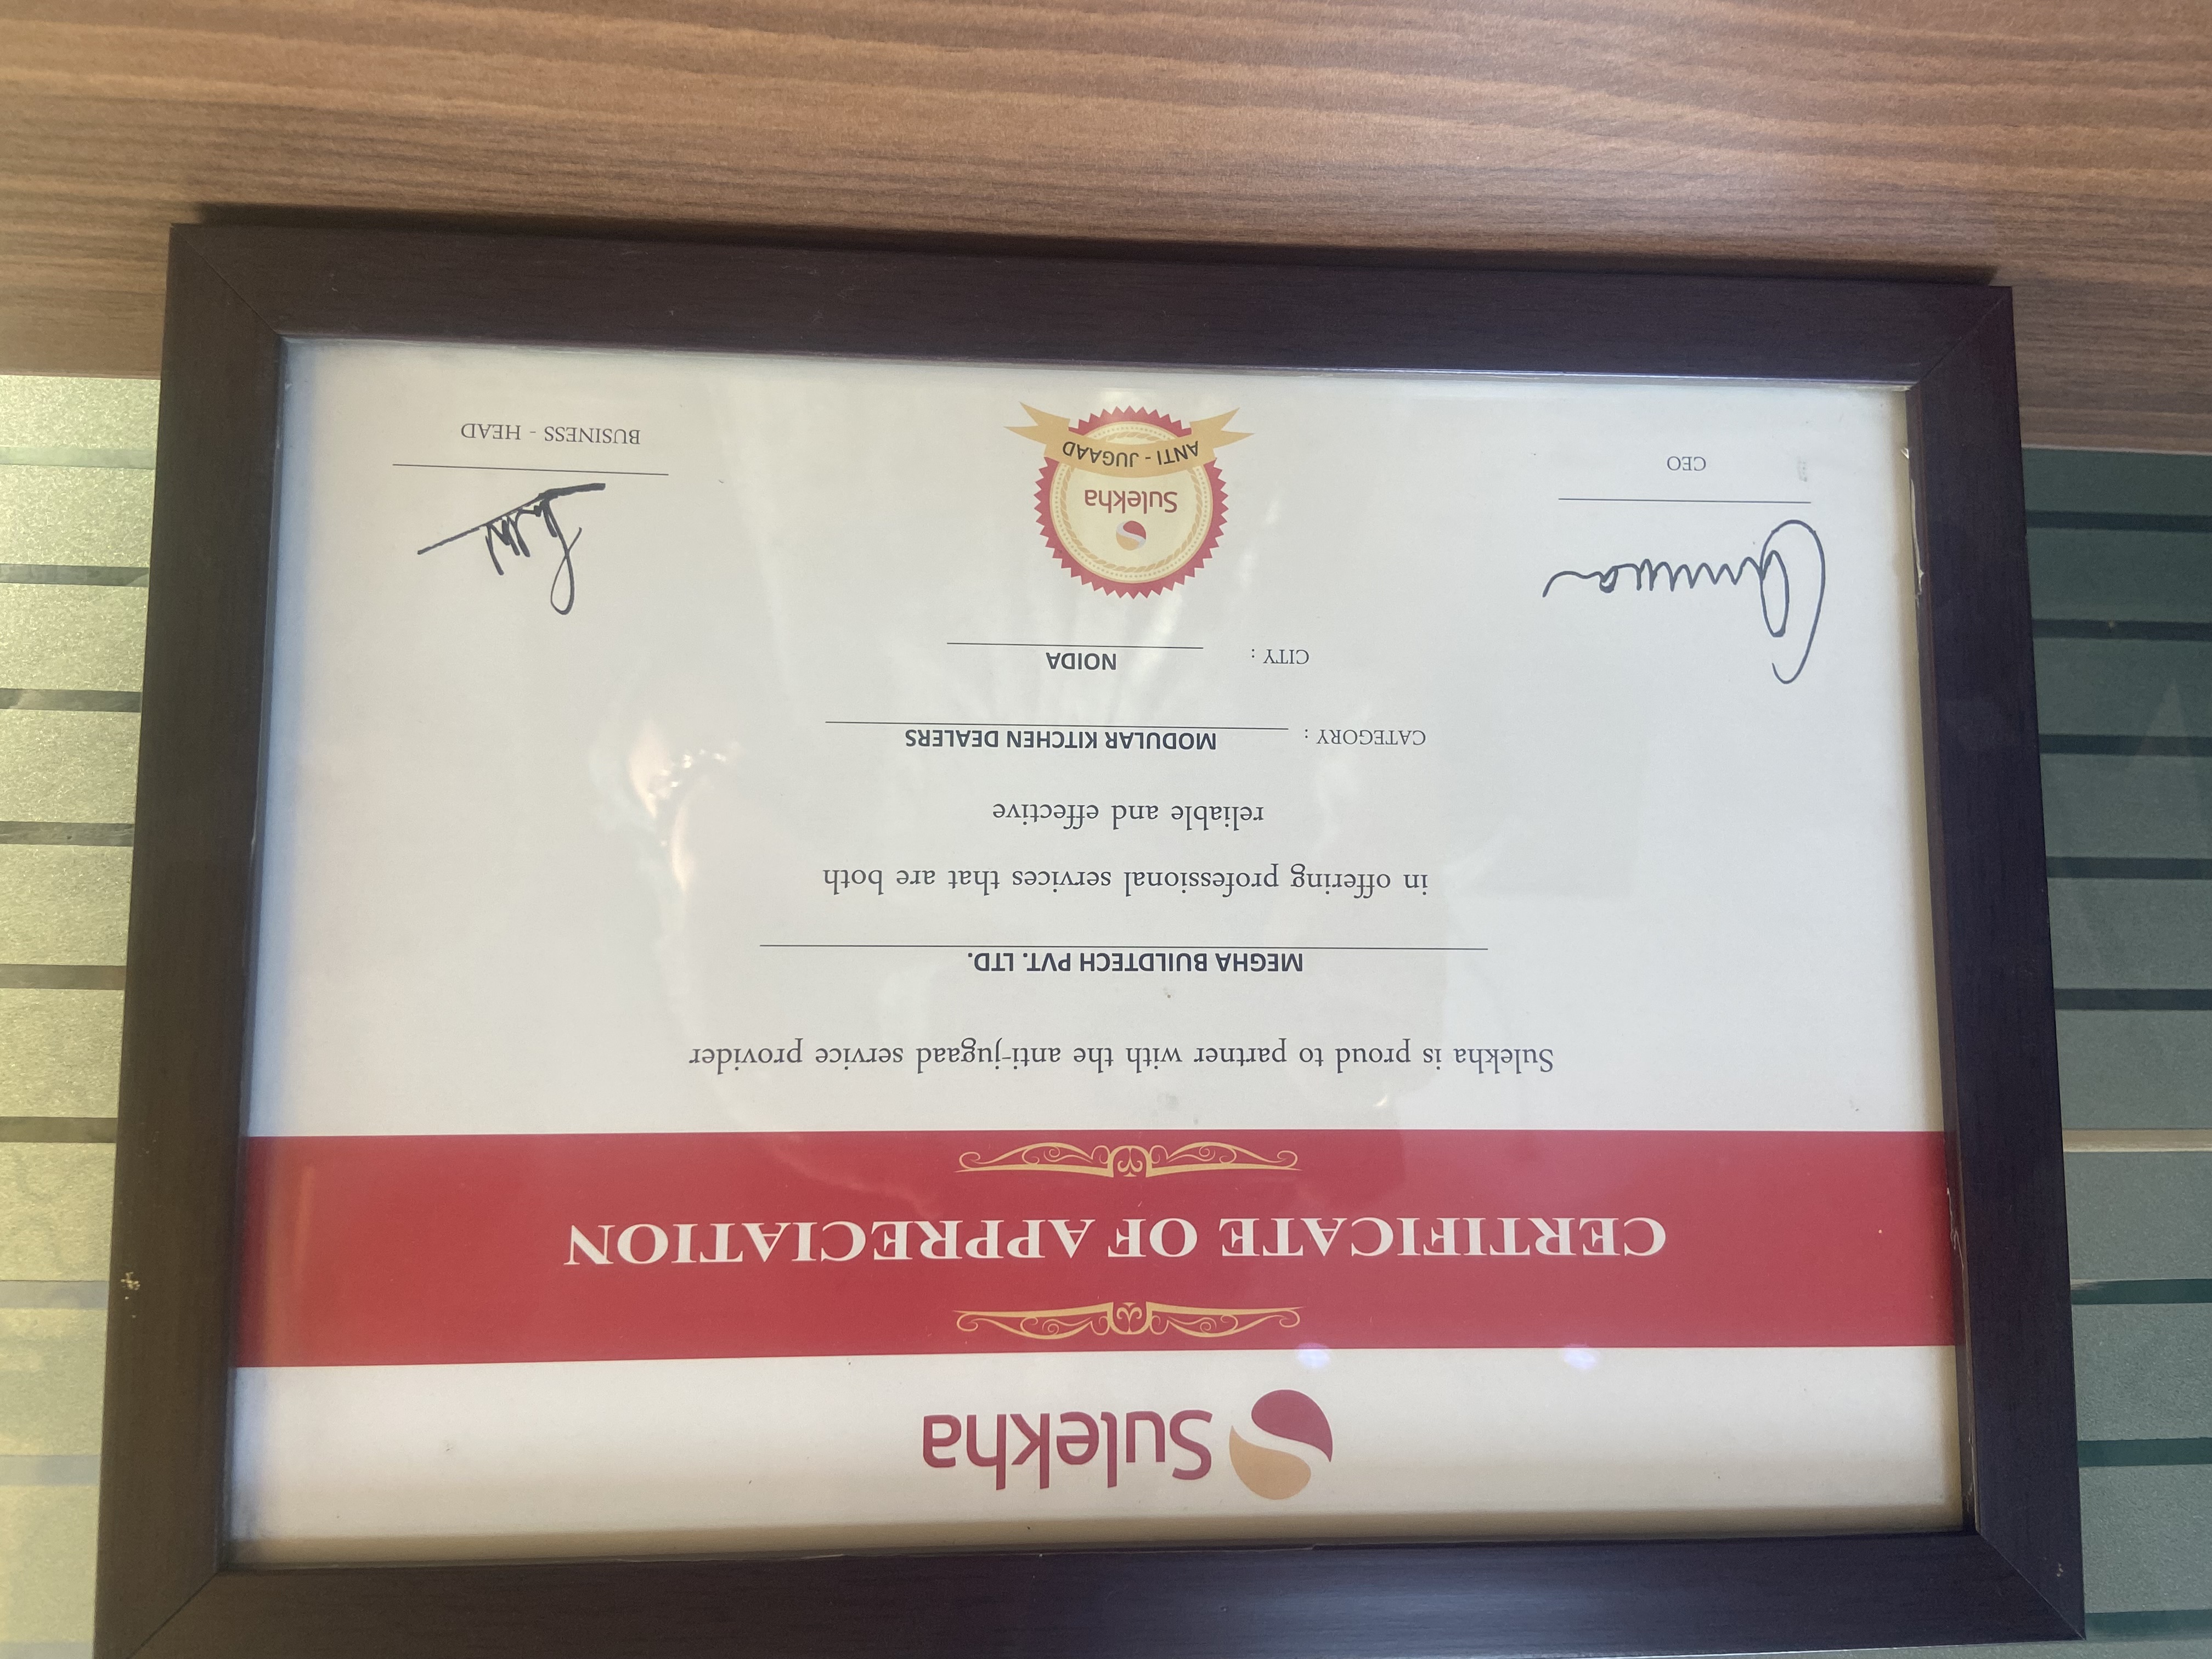 Sulekha
CERTIFICATE OF APPRECIATION
Sulekha is proud to partner with the anti-jugaad service provider
MEGHA BUILDTECH PVT. LTD.
in offering professional services that are both
reliable and effective
CATEGORY : MODULAR KITCHEN DEALERS
CITY : NOIDA
Sulekha
ANTI - JUGAAD
CEO
BUSINESS - HEAD